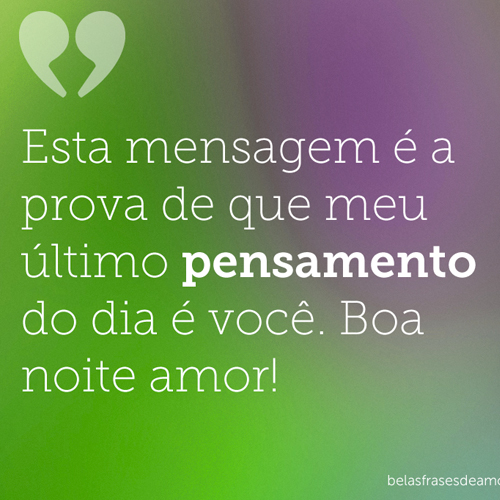 Esta mensagem é a
prova de que meu
último pensamento
do dia é você. Boa
noite amor!
belasfrasesdeamo